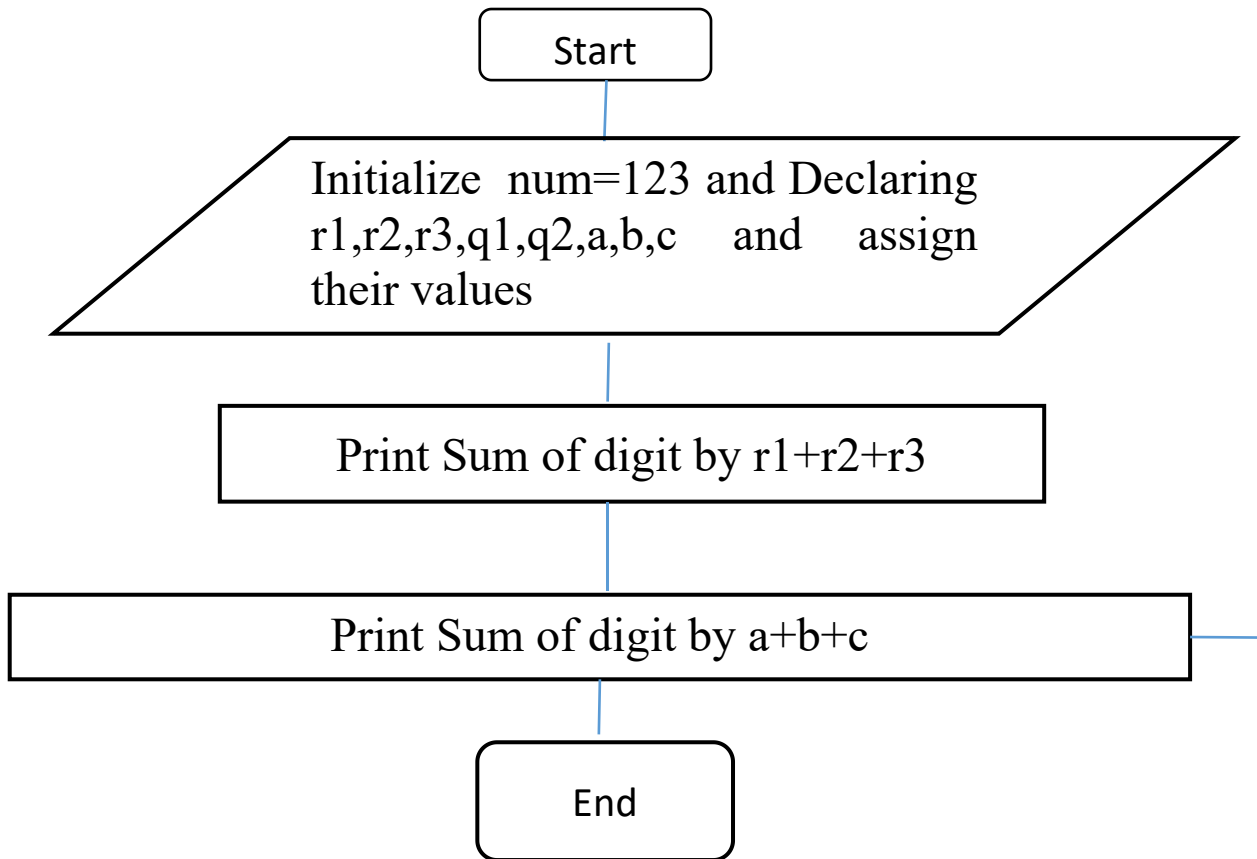 Start
Initialize num=123 and Declaring
r1,r2,r3,q1,q2,a,b,c and assign
their values
Print Sum of digit by r1+r2+r3
Print Sum of digit by a+b+c
End